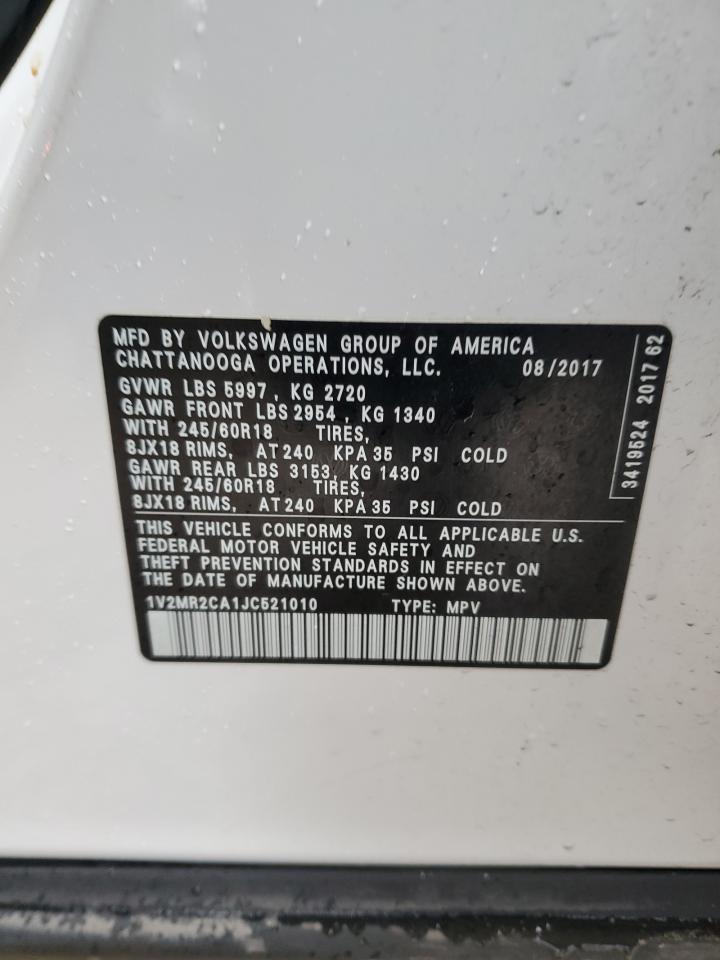 MFD BY VOLKSWAGEN GROUP OF AMERICA
CHATTANOOGA OPERATIONS, LLC. 08/2017
GVWR LBS 5997, KG 2720
GAWR FRONT LBS 2954, KG 1340
WITH 245/60R18 TIRES,
8JX18 RIMS, AT 240 KPA 35 PSI COLD
GAWR REAR LBS 3153, KG 1430
WITH 245/60R18 TIRES,
8JX18 RIMS, AT 240 KPA 35 PSI COLD
THIS VEHICLE CONFORMS TO ALL APPLICABLE U.S.
FEDERAL MOTOR VEHICLE SAFETY AND
THEFT PREVENTION STANDARDS IN EFFECT ON
THE DATE OF MANUFACTURE SHOWN ABOVE.
1V2MR2CA1JC521010 TYPE: MPV
3419524 2017 62